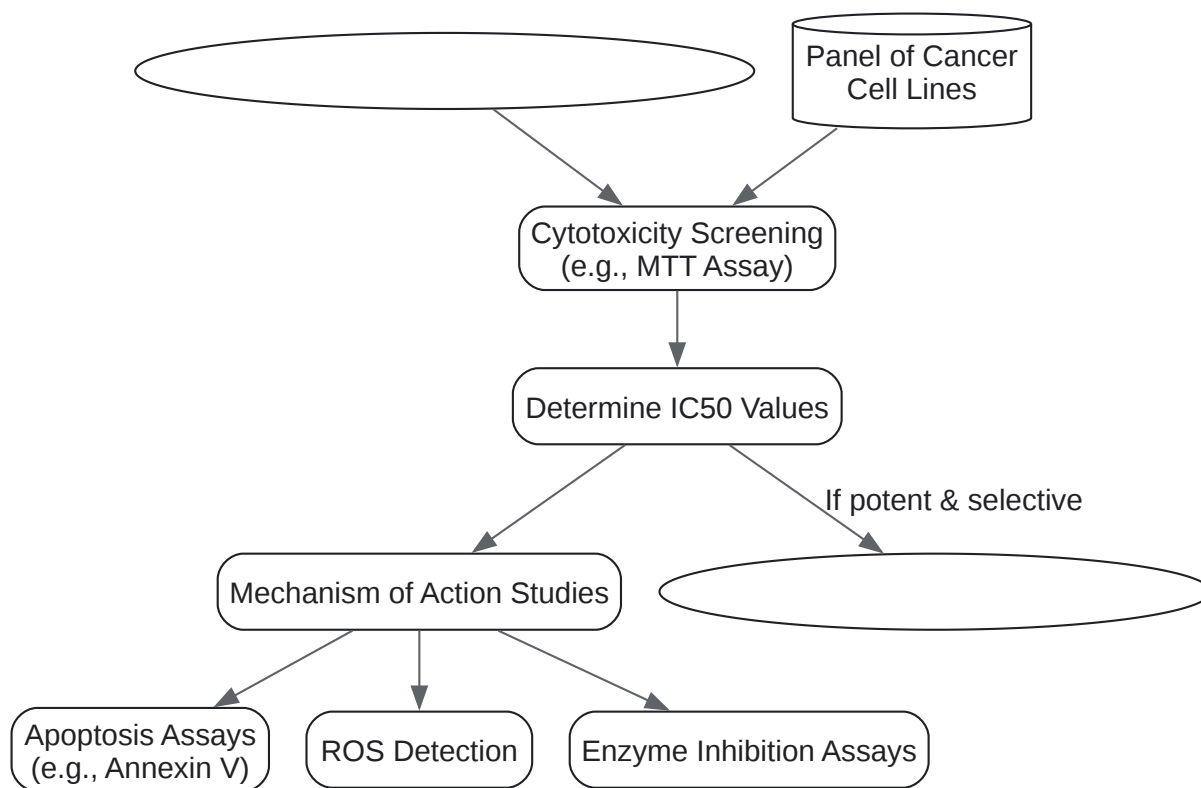 Panel of Cancer
Cell Lines
Cytotoxicity Screening
(e.g., MTT Assay)
Determine IC50 Values
If potent & selective
Mechanism of Action Studies
Apoptosis Assays
(e.g., Annexin V)
ROS Detection
Enzyme Inhibition Assays